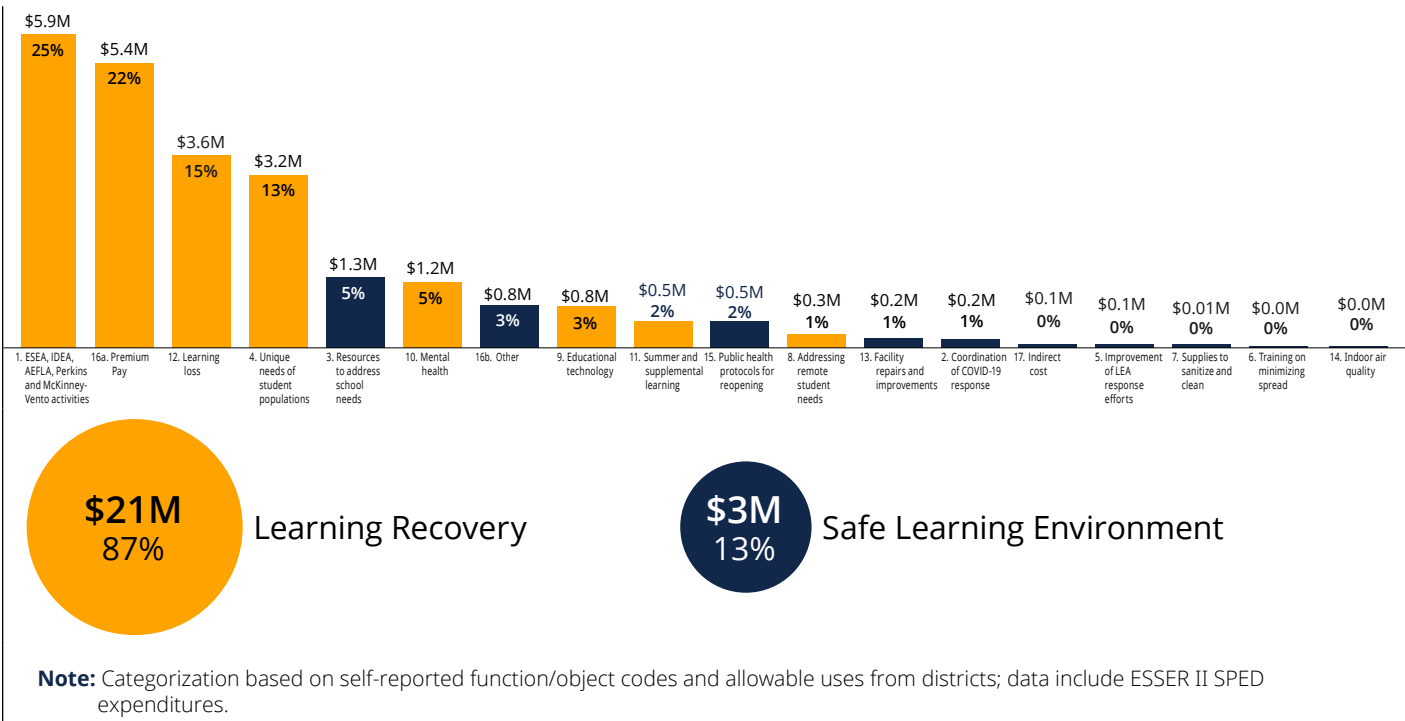 $5.9M
25%
$5.4M
22%
$3.6M
15%
$3.2M
13%
$1.3M
5%
$1.2M
5%
$0.8M
3%
$0.8M
3%
$0.5M
2%
$0.5M
2%
$0.3M
1%
$0.2M
1%
$0.2M
1%
$0.1M
0%
$0.1M
0%
$0.01M
0%
$0.0M
0%
$0.0M
0%
1. ESEA, IDEA,
AEFLA, Perkins
and McKinney-
Vento activities
16a. Premium
Pay
12. Learning
loss
4. Unique
needs of
student
populations
3. Resources
to address
school
needs
10. Mental
health
16b. Other
9. Educational
technology
11. Summer and
supplemental
learning
15. Public health
protocols for
reopening
8. Addressing
remote
student
needs
13. Facility
repairs and
improvements
2. Coordination
of COVID-19
response
17. Indirect
cost
5. Improvement
of LEA
response
efforts
7. Supplies to
sanitize and
clean
6. Training on
minimizing
spread
14. Indoor air
quality
$21M
87%
Learning Recovery
$3M
13%
Safe Learning Environment
Note: Categorization based on self-reported function/object codes and allowable uses from districts; data include ESSER II SPED
expenditures.